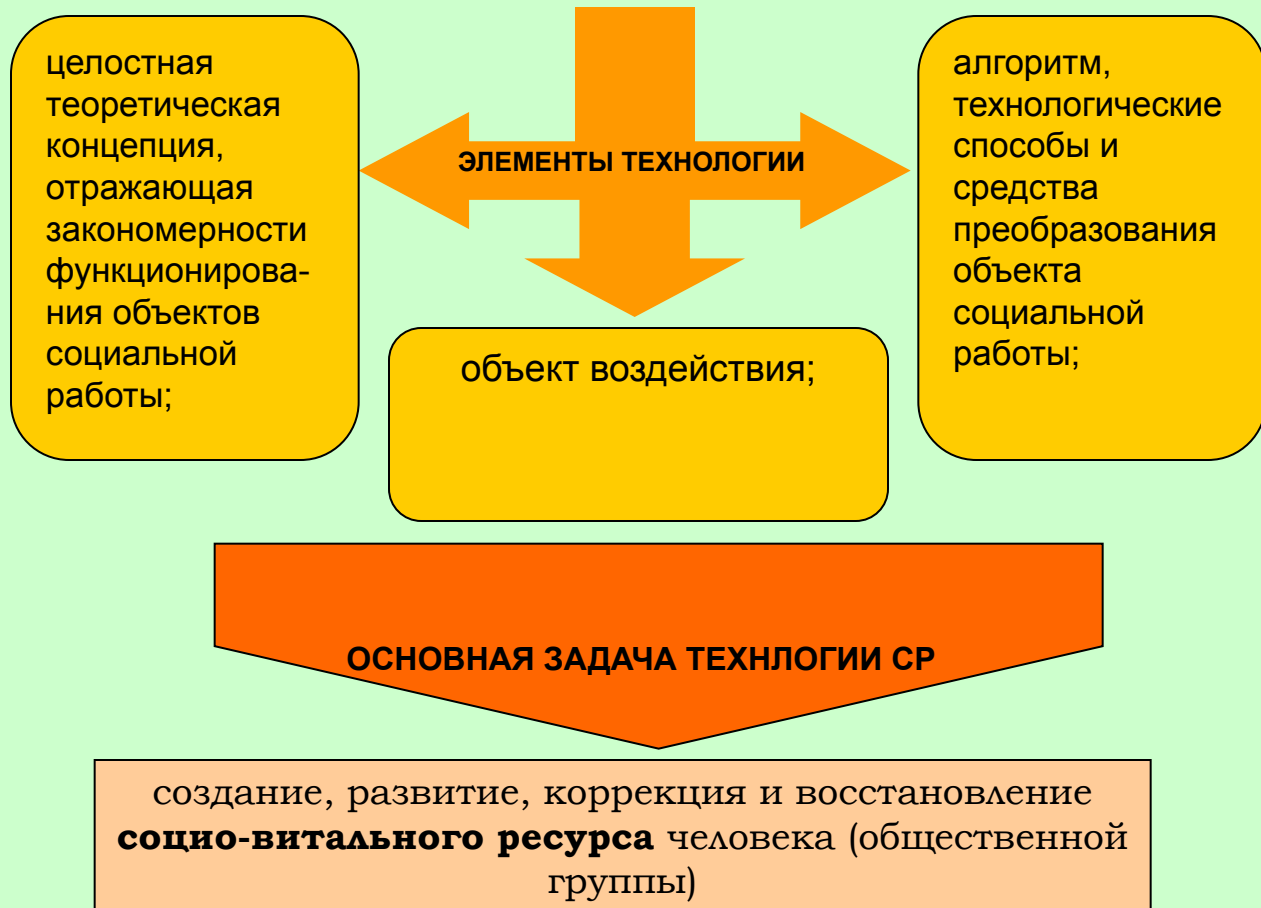 целостная
теоретическая
концепция,
отражающая
закономерности
функционирова-
ния объектов
социальной
работы;
ЭЛЕМЕНТЫ ТЕХНОЛОГИИ
алгоритм,
технологические
способы и
средства
преобразования
объекта
социальной
работы;
объект воздействия;
ОСНОВНАЯ ЗАДАЧА ТЕХНЛОГИИ СР
создание, развитие, коррекция и восстановление
социо-витального ресурса человека (общественной
группы)